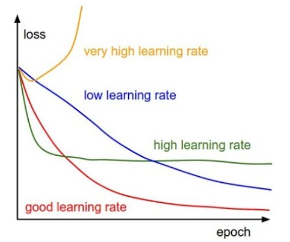 loss
very high learning rate
low learning rate
high learning rate
good learning rate
epoch